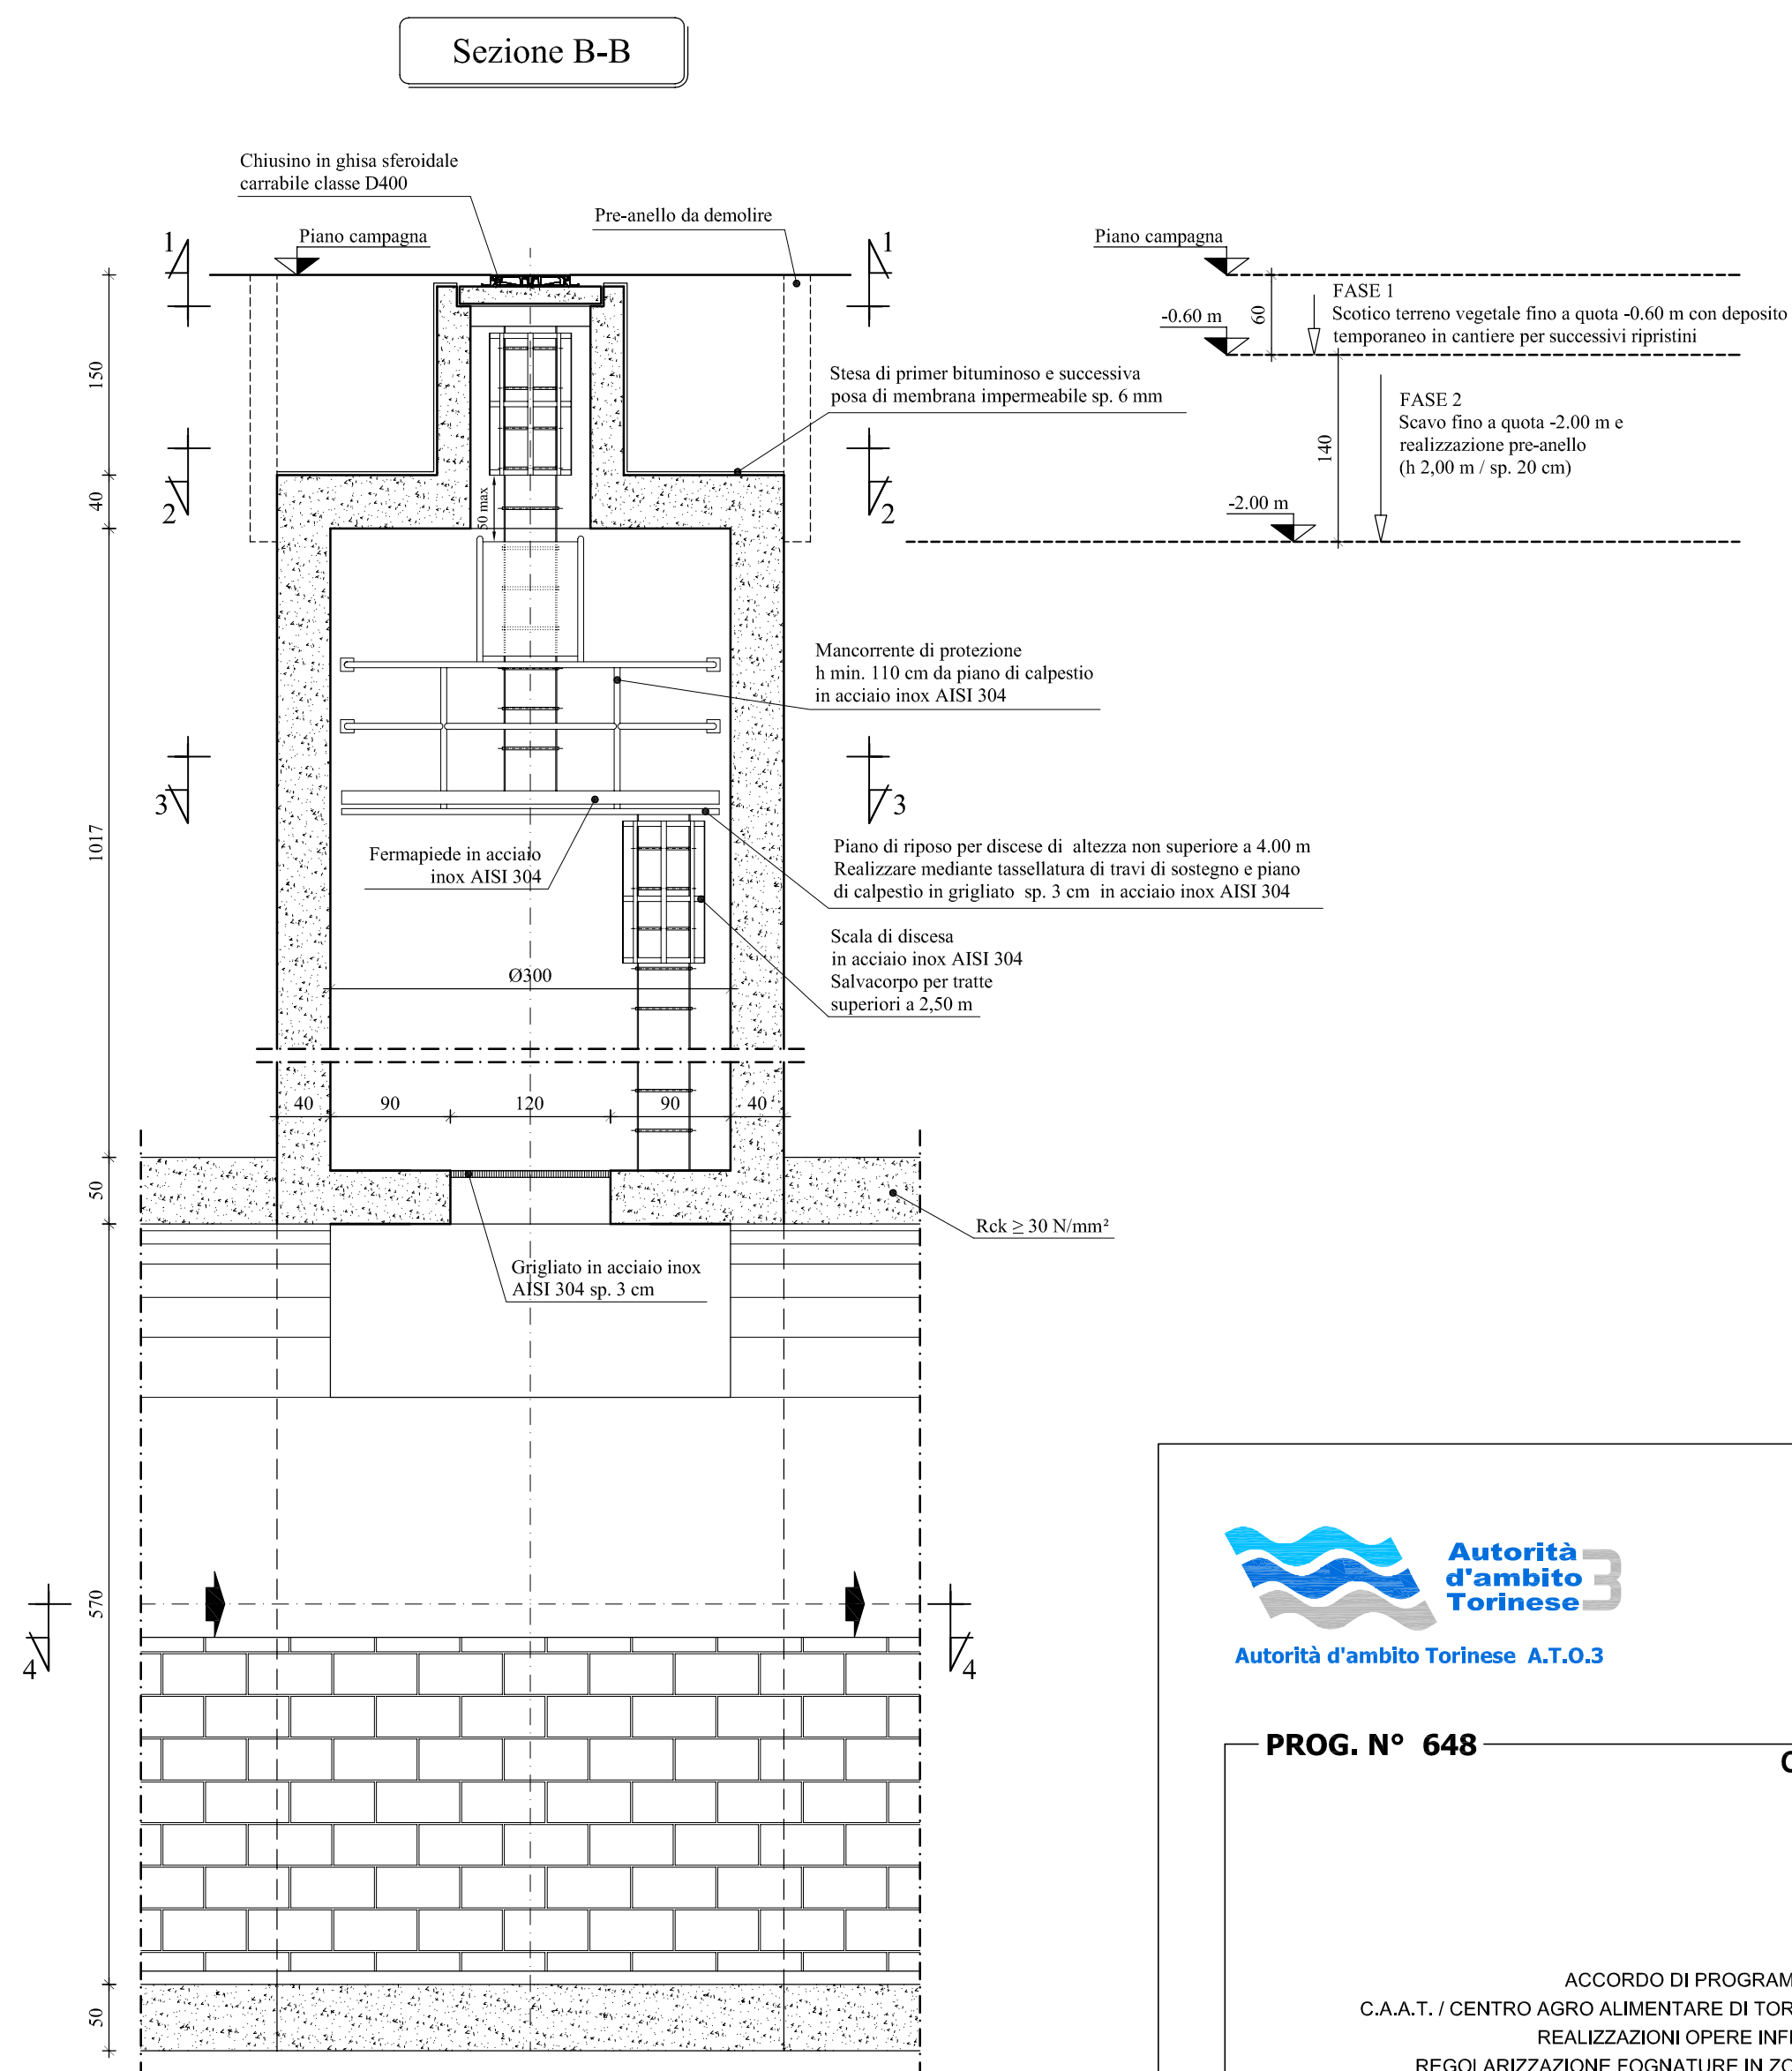 Sezione B-B
Chiusino in ghisa sferoidale
carrabile classe D400
Pre-anello da demolire
1
Piano campagna
1
Piano campagna
FASE 1
Scotico terreno vegetale fino a quota -0.60 m con deposito
temporaneo in cantiere per successivi ripristini
-0.60 m
60
150
Stesa di primer bituminoso e successiva
posa di membrana impermeabile sp. 6 mm
FASE 2
Scavo fino a quota -2.00 m e
realizzazione pre-anello
(h 2,00 m / sp. 20 cm)
140
40
2
50 max
2
-2.00 m
Mancorrente di protezione
h min. 110 cm da piano di calpestio
in acciaio inox AISI 304
3
3
1017
Fermapiede in acciaio
inox AISI 304
Piano di riposo per discese di altezza non superiore a 4.00 m
Realizzare mediante tassellatura di travi di sostegno e piano
di calpestio in grigliato sp. 3 cm in acciaio inox AISI 304
Scala di discesa
in acciaio inox AISI 304
Salvacorpo per tratte
superiori a 2,50 m
Ø300
40 90 120 90 40
50
Rck ≥ 30 N/mm²
Grigliato in acciaio inox
AISI 304 sp. 3 cm
570
4
4
50
Autorità
d'ambito
Torinese
3
Autorità d'ambito Torinese A.T.O.3
PROG. N° 648
ACCORDO DI PROGRAM
C.A.A.T. / CENTRO AGRO ALIMENTARE DI TOR
REALIZZAZIONI OPERE INF
REGOLARIZZAZIONE FOGNATURE IN ZO